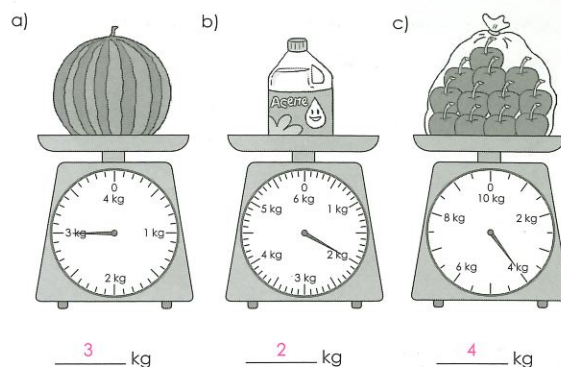 a)
b)
c)
Aceite
0
4 kg
3 kg
1 kg
2 kg
0
6 kg
5 kg
1 kg
4 kg
2 kg
3 kg
0
10 kg
8 kg
2 kg
6 kg
4 kg
3 kg
2 kg
4 kg